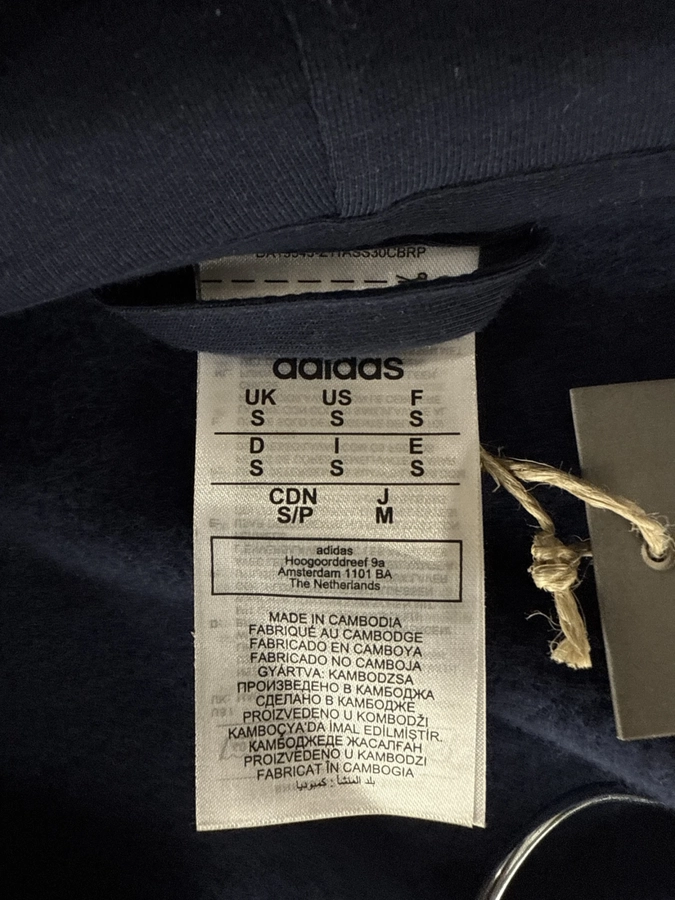 adidas
UK US F
S S S
D I E
S S S
CDN J
S/P M
adidas
Hoogoorddreef 9a
Amsterdam 1101 BA
The Netherlands
MADE IN CAMBODIA
FABRIQUÉ AU CAMBODGE
FABRICADO EN CAMBOYA
FABRICADO NO CAMBOJA
GYÁRTVA: KAMBODZSA
ПРОИЗВЕДЕНО В КАМБОДЖА
СДЕЛАНО В КАМБОДЖЕ
PROIZVEDENO U KOMBODŽI
KAMBOÇYA'DA İMAL EDİLMİŞTİR.
КАМБОДЖЕДЕ ЖАСАЛҒАН
PROIZVEDENO U KAMBODZI
FABRICAT ÎN CAMBOGIA
بلد المنشأ : كمبوديا